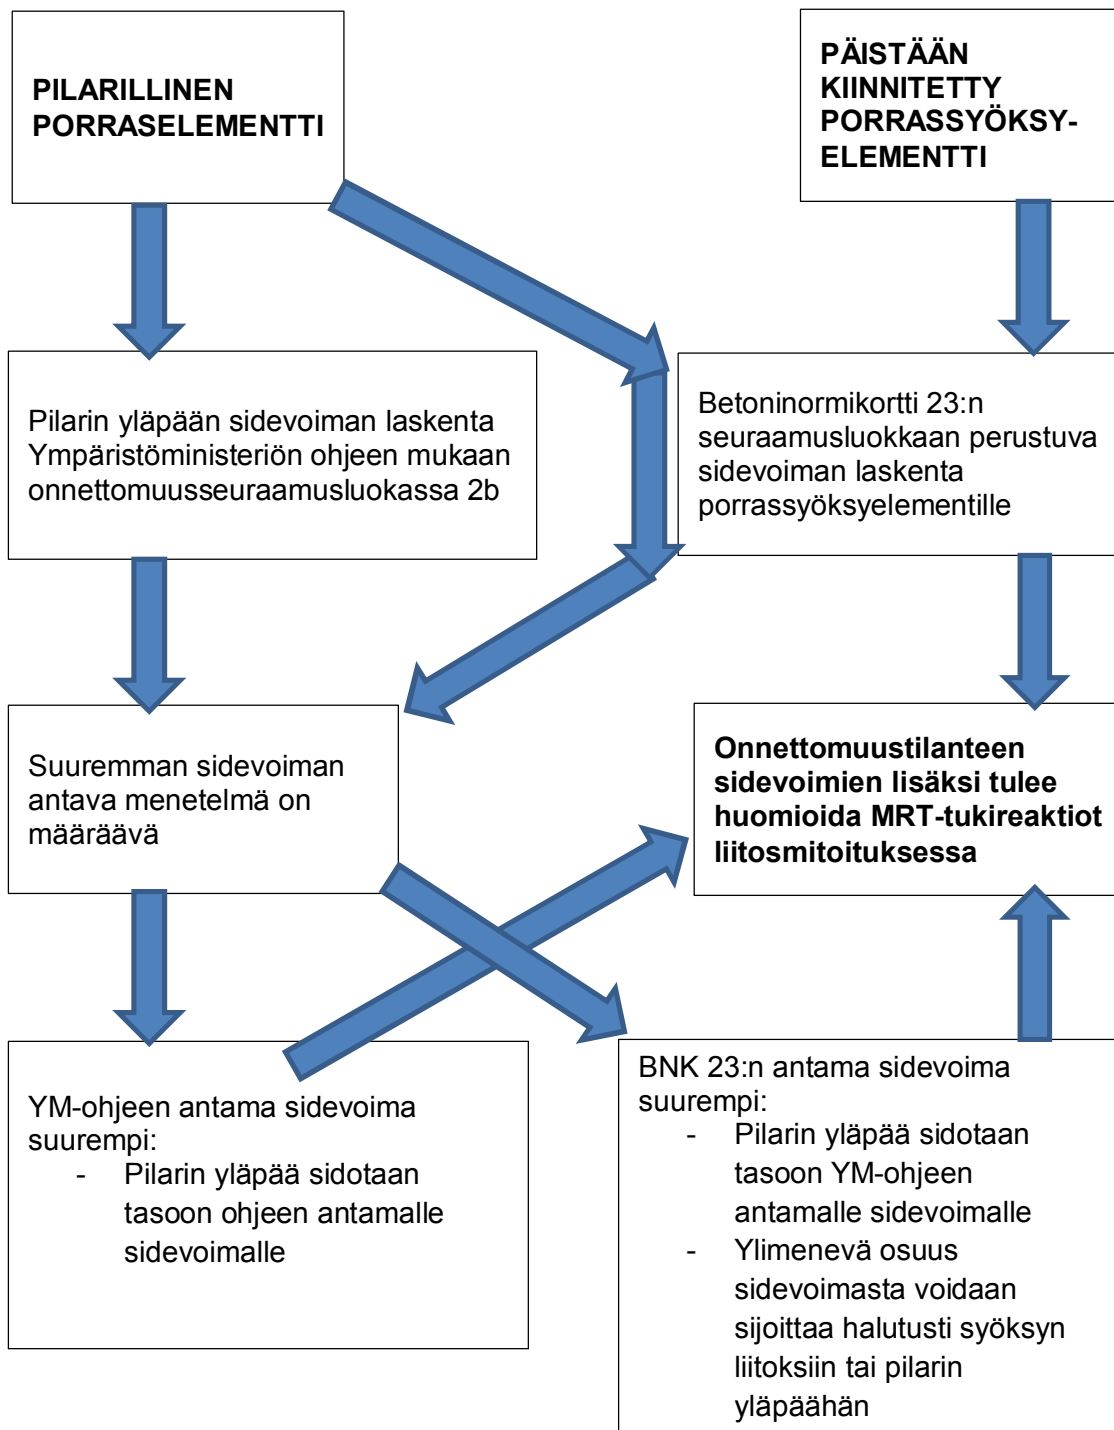 PILARILLINEN
PORRASELEMENTTI
PÄISTÄÄN
KIINNITETTY
PORRASSYÖKSY-
ELEMENTTI
Pilarin yläpään sidevoiman laskenta
Ympäristöministeriön ohjeen mukaan
onnettomuusseuraamusluokassa 2b
Betoninormikortti 23:n
seuraamusluokkaan perustuva
sidevoiman laskenta
porrassyöksyelementille
Suuremman sidevoiman
antava menetelmä on
määräävä
Onnettomuustilanteen
sidevoimien lisäksi tulee
huomioida MRT-tukireaktiot
liitosmitoituksessa
YM-ohjeen antama sidevoima
suurempi:
- Pilarin yläpää sidotaan
tasoon ohjeen antamalle
sidevoimalle
BNK 23:n antama sidevoima
suurempi:
- Pilarin yläpää sidotaan
tasoon YM-ohjeen
antamalle sidevoimalle
- Ylimenevä osuus
sidevoimasta voidaan
sijoittaa halutusti syöksyn
liitoksiin tai pilarin
yläpäähän